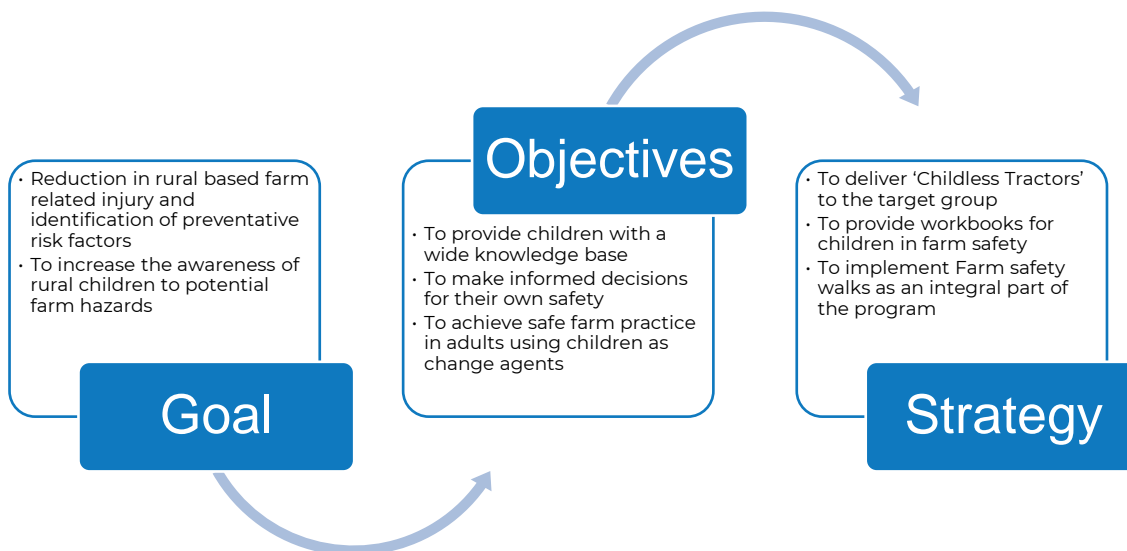 · Reduction in rural based farm
related injury and
identification of preventative
risk factors
· To increase the awareness of
rural children to potential
farm hazards
Goal
Objectives
· To provide children with a
wide knowledge base
· To make informed decisions
for their own safety
· To achieve safe farm practice
in adults using children as
change agents
· To deliver ‘Childless Tractors’
to the target group
· To provide workbooks for
children in farm safety
· To implement Farm safety
walks as an integral part of
the program
Strategy